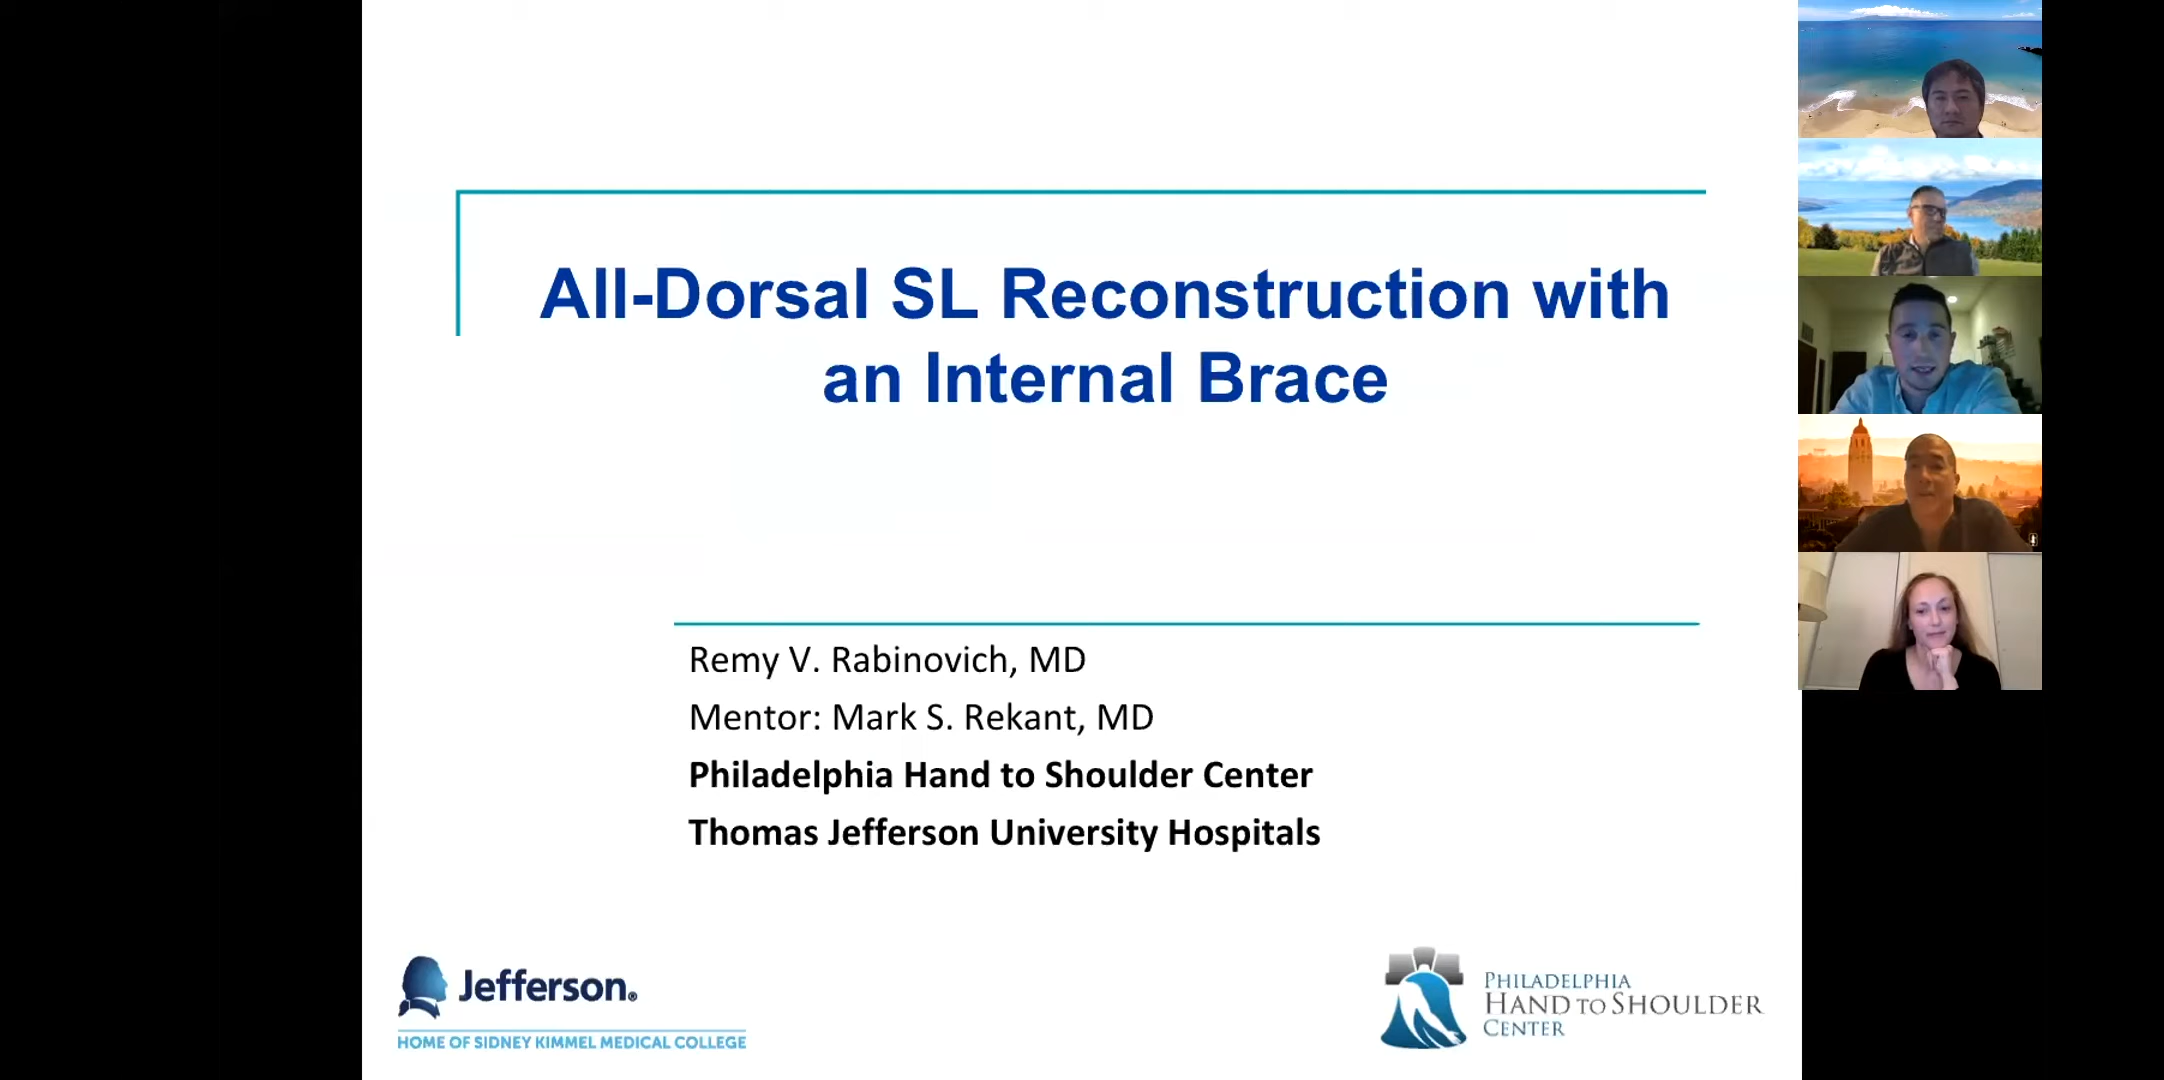 All-Dorsal SL Reconstruction with
an Internal Brace
Remy V. Rabinovich, MD
Mentor: Mark S. Rekant, MD
Philadelphia Hand to Shoulder Center
Thomas Jefferson University Hospitals
Jefferson®
HOME OF SIDNEY KIMMEL MEDICAL COLLEGE
PHILADELPHIA
HAND TO SHOULDER
CENTER